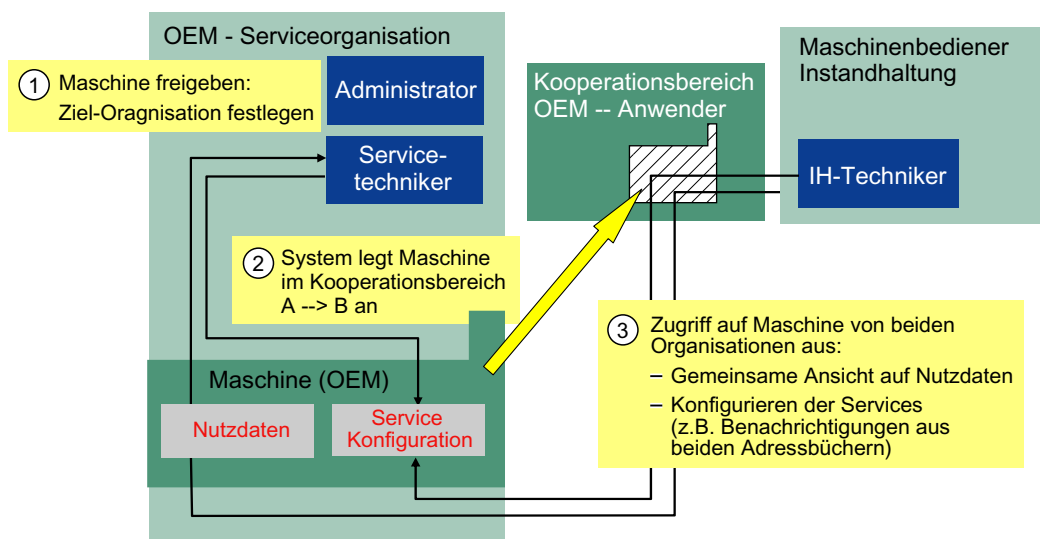 OEM - Serviceorganisation
1 Maschine freigeben:
Ziel-Oragnisation festlegen
Administrator
Service-
techniker
Kooperationsbereich
OEM -- Anwender
Maschinenbediener
Instandhaltung
IH-Techniker
2 System legt Maschine
im Kooperationsbereich
A --> B an
3 Zugriff auf Maschine von beiden
Organisationen aus:
– Gemeinsame Ansicht auf Nutzdaten
– Konfigurieren der Services
(z.B. Benachrichtigungen aus
beiden Adressbüchern)
Maschine (OEM)
Nutzdaten
Service
Konfiguration